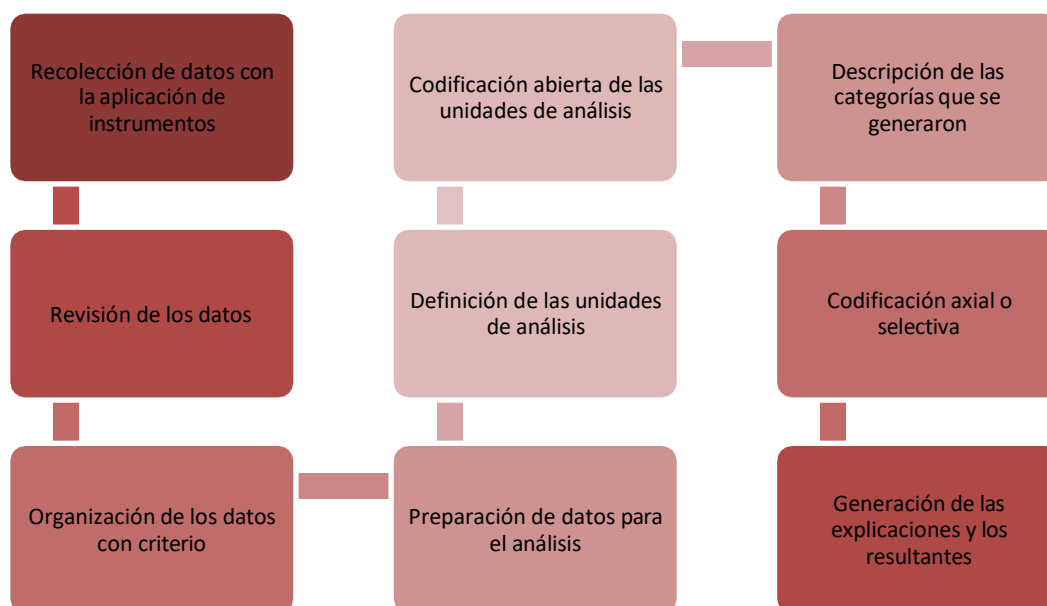 Recolección de datos con
la aplicación de
instrumentos
Revisión de los datos
Organización de los datos
con criterio
Preparación de datos para
el análisis
Definición de las unidades
de análisis
Codificación abierta de las
unidades de análisis
Descripción de las
categorías que se
generaron
Codificación axial o
selectiva
Generación de las
explicaciones y los
resultantes